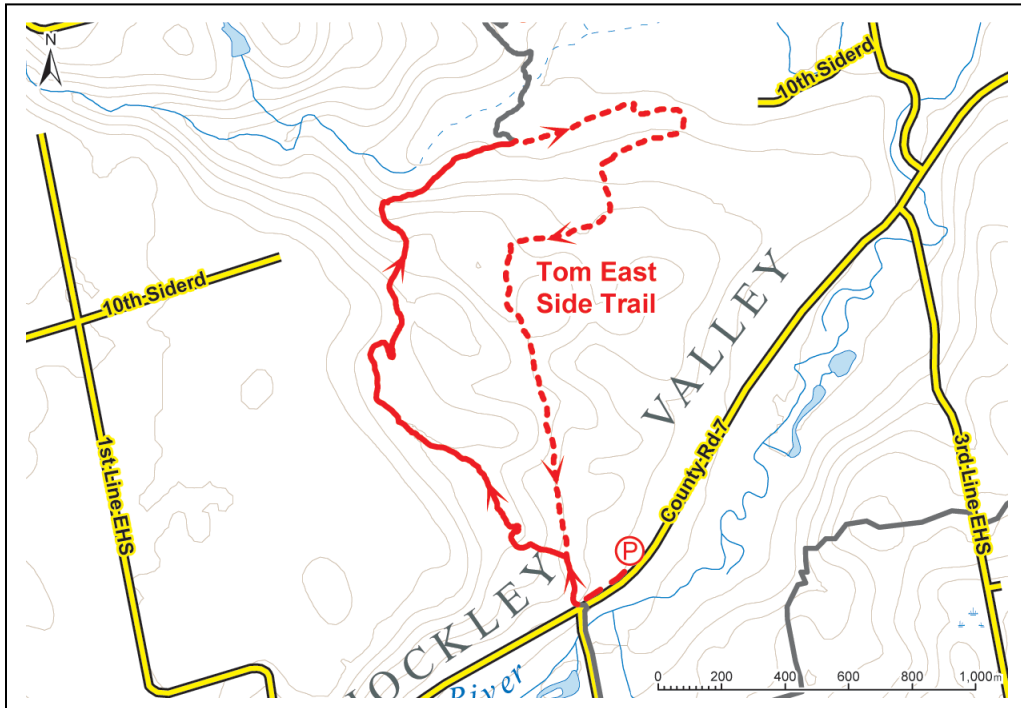 N
10th Siderd
10th Siderd
Tom East
Side Trail
VALLEY
1st Line EHS
County Rd 7
3rd Line EHS
P
HOCKLEY
River
0 200 400 600 800 1,000m